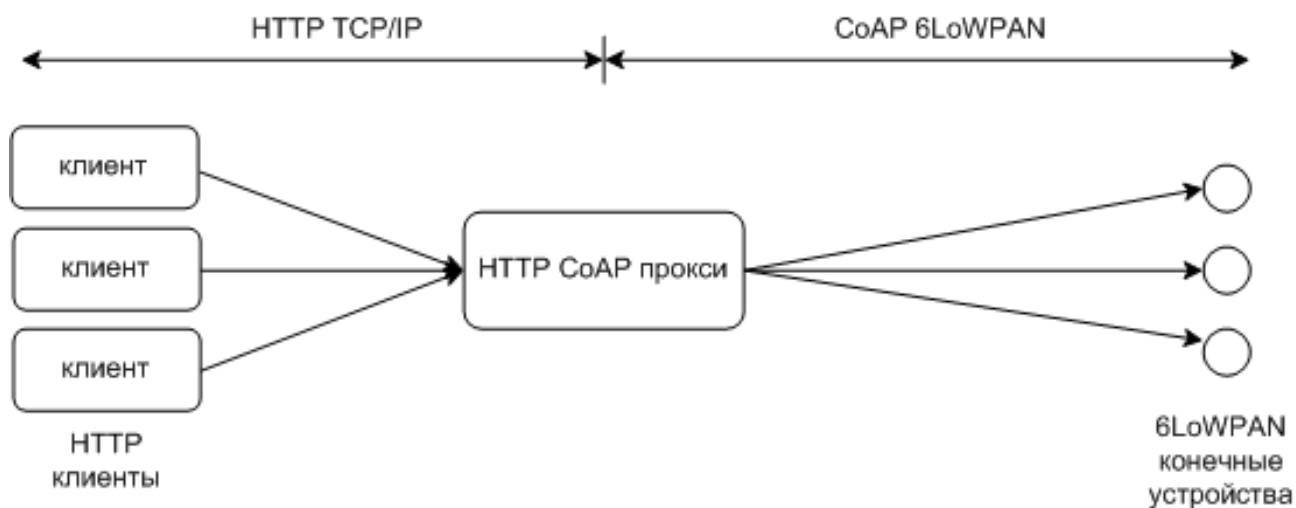 HTTP TCP/IP
CoAP 6LoWPAN
клиент
клиент
HTTP CoAP прокси
клиент
HTTP
клиенты
6LoWPAN
конечные
устройства